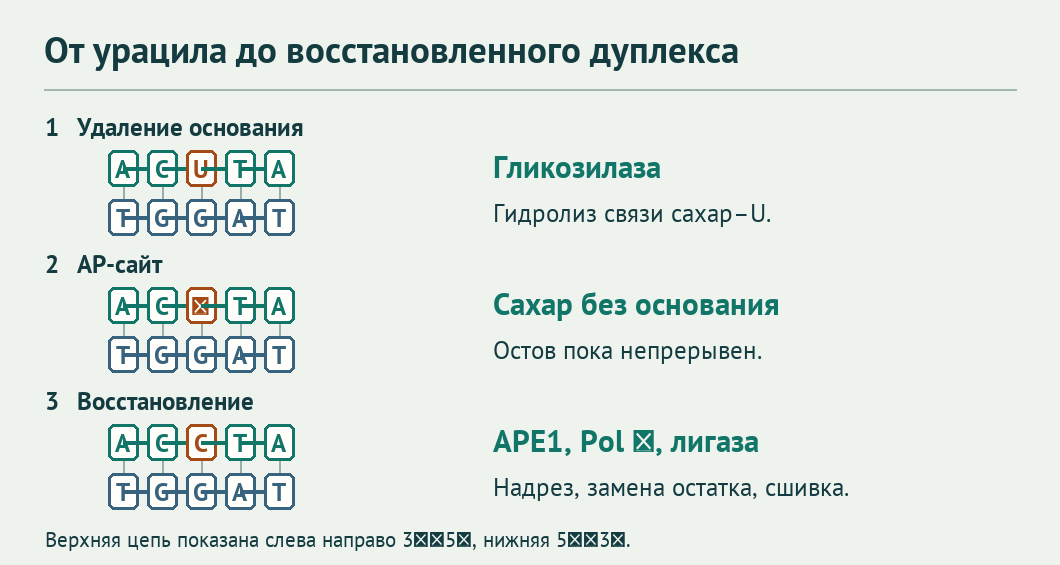 От урацила до восстановленного дуплекса
1 Удаление основания
A C U T A
Гликозилаза
T G G A T
Гидролиз связи сахар–U.
2 АР-сайт
A C ☒ T A
Сахар без основания
T G G A T
Остов пока непрерывен.
3 Восстановление
A C C T A
APE1, Pol ☒, лигаза
T G G A T
Надрез, замена остатка, сшивка.
Верхняя цепь показана слева направо 3☒☒5☒, нижняя 5☒☒3☒.